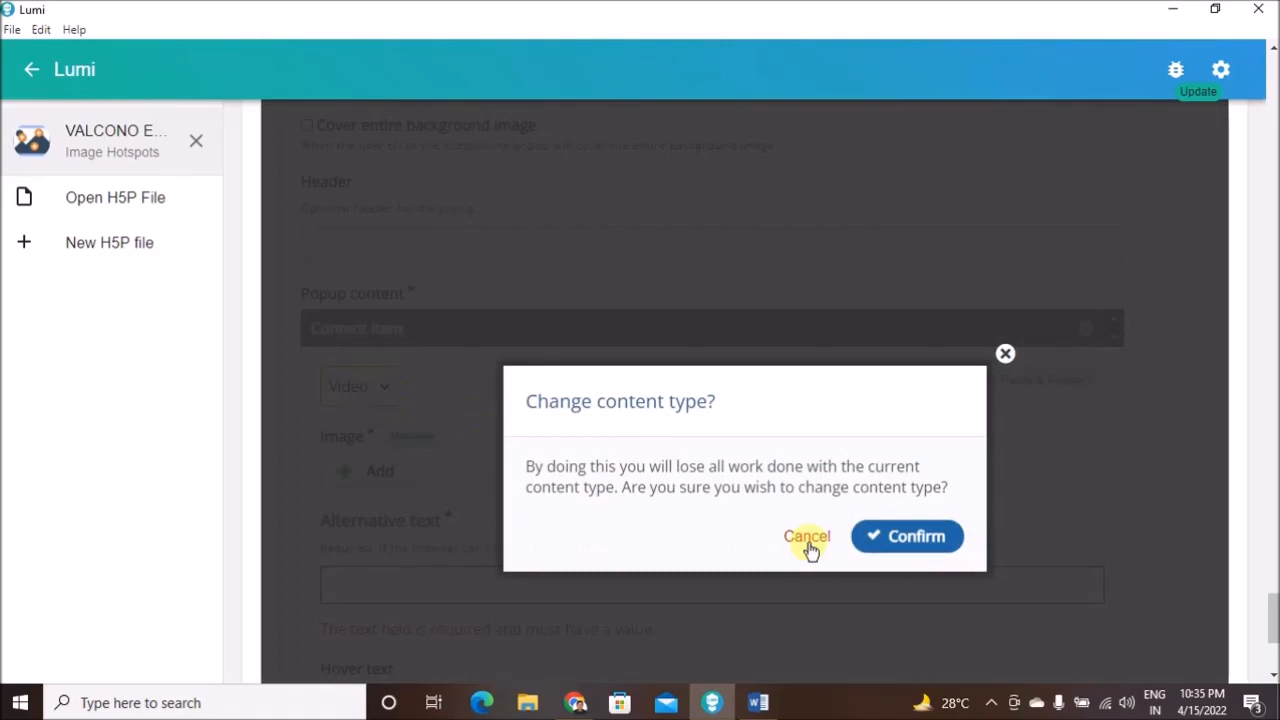 Lumi
File Edit Help
Lumi
Update
VALCONO E...
Image Hotspots
Open H5P File
New H5P file
Cover entire background image
Header
Popup content *
Content Item
Video
Image *
Add
Alternative text *
The text field is required and must have a value.
Hover text
Change content type?
By doing this you will lose all work done with the current
content type. Are you sure you wish to change content type?
Cancel
Confirm
Type here to search
28°C
ENG
IN
10:35 PM
4/15/2022
3